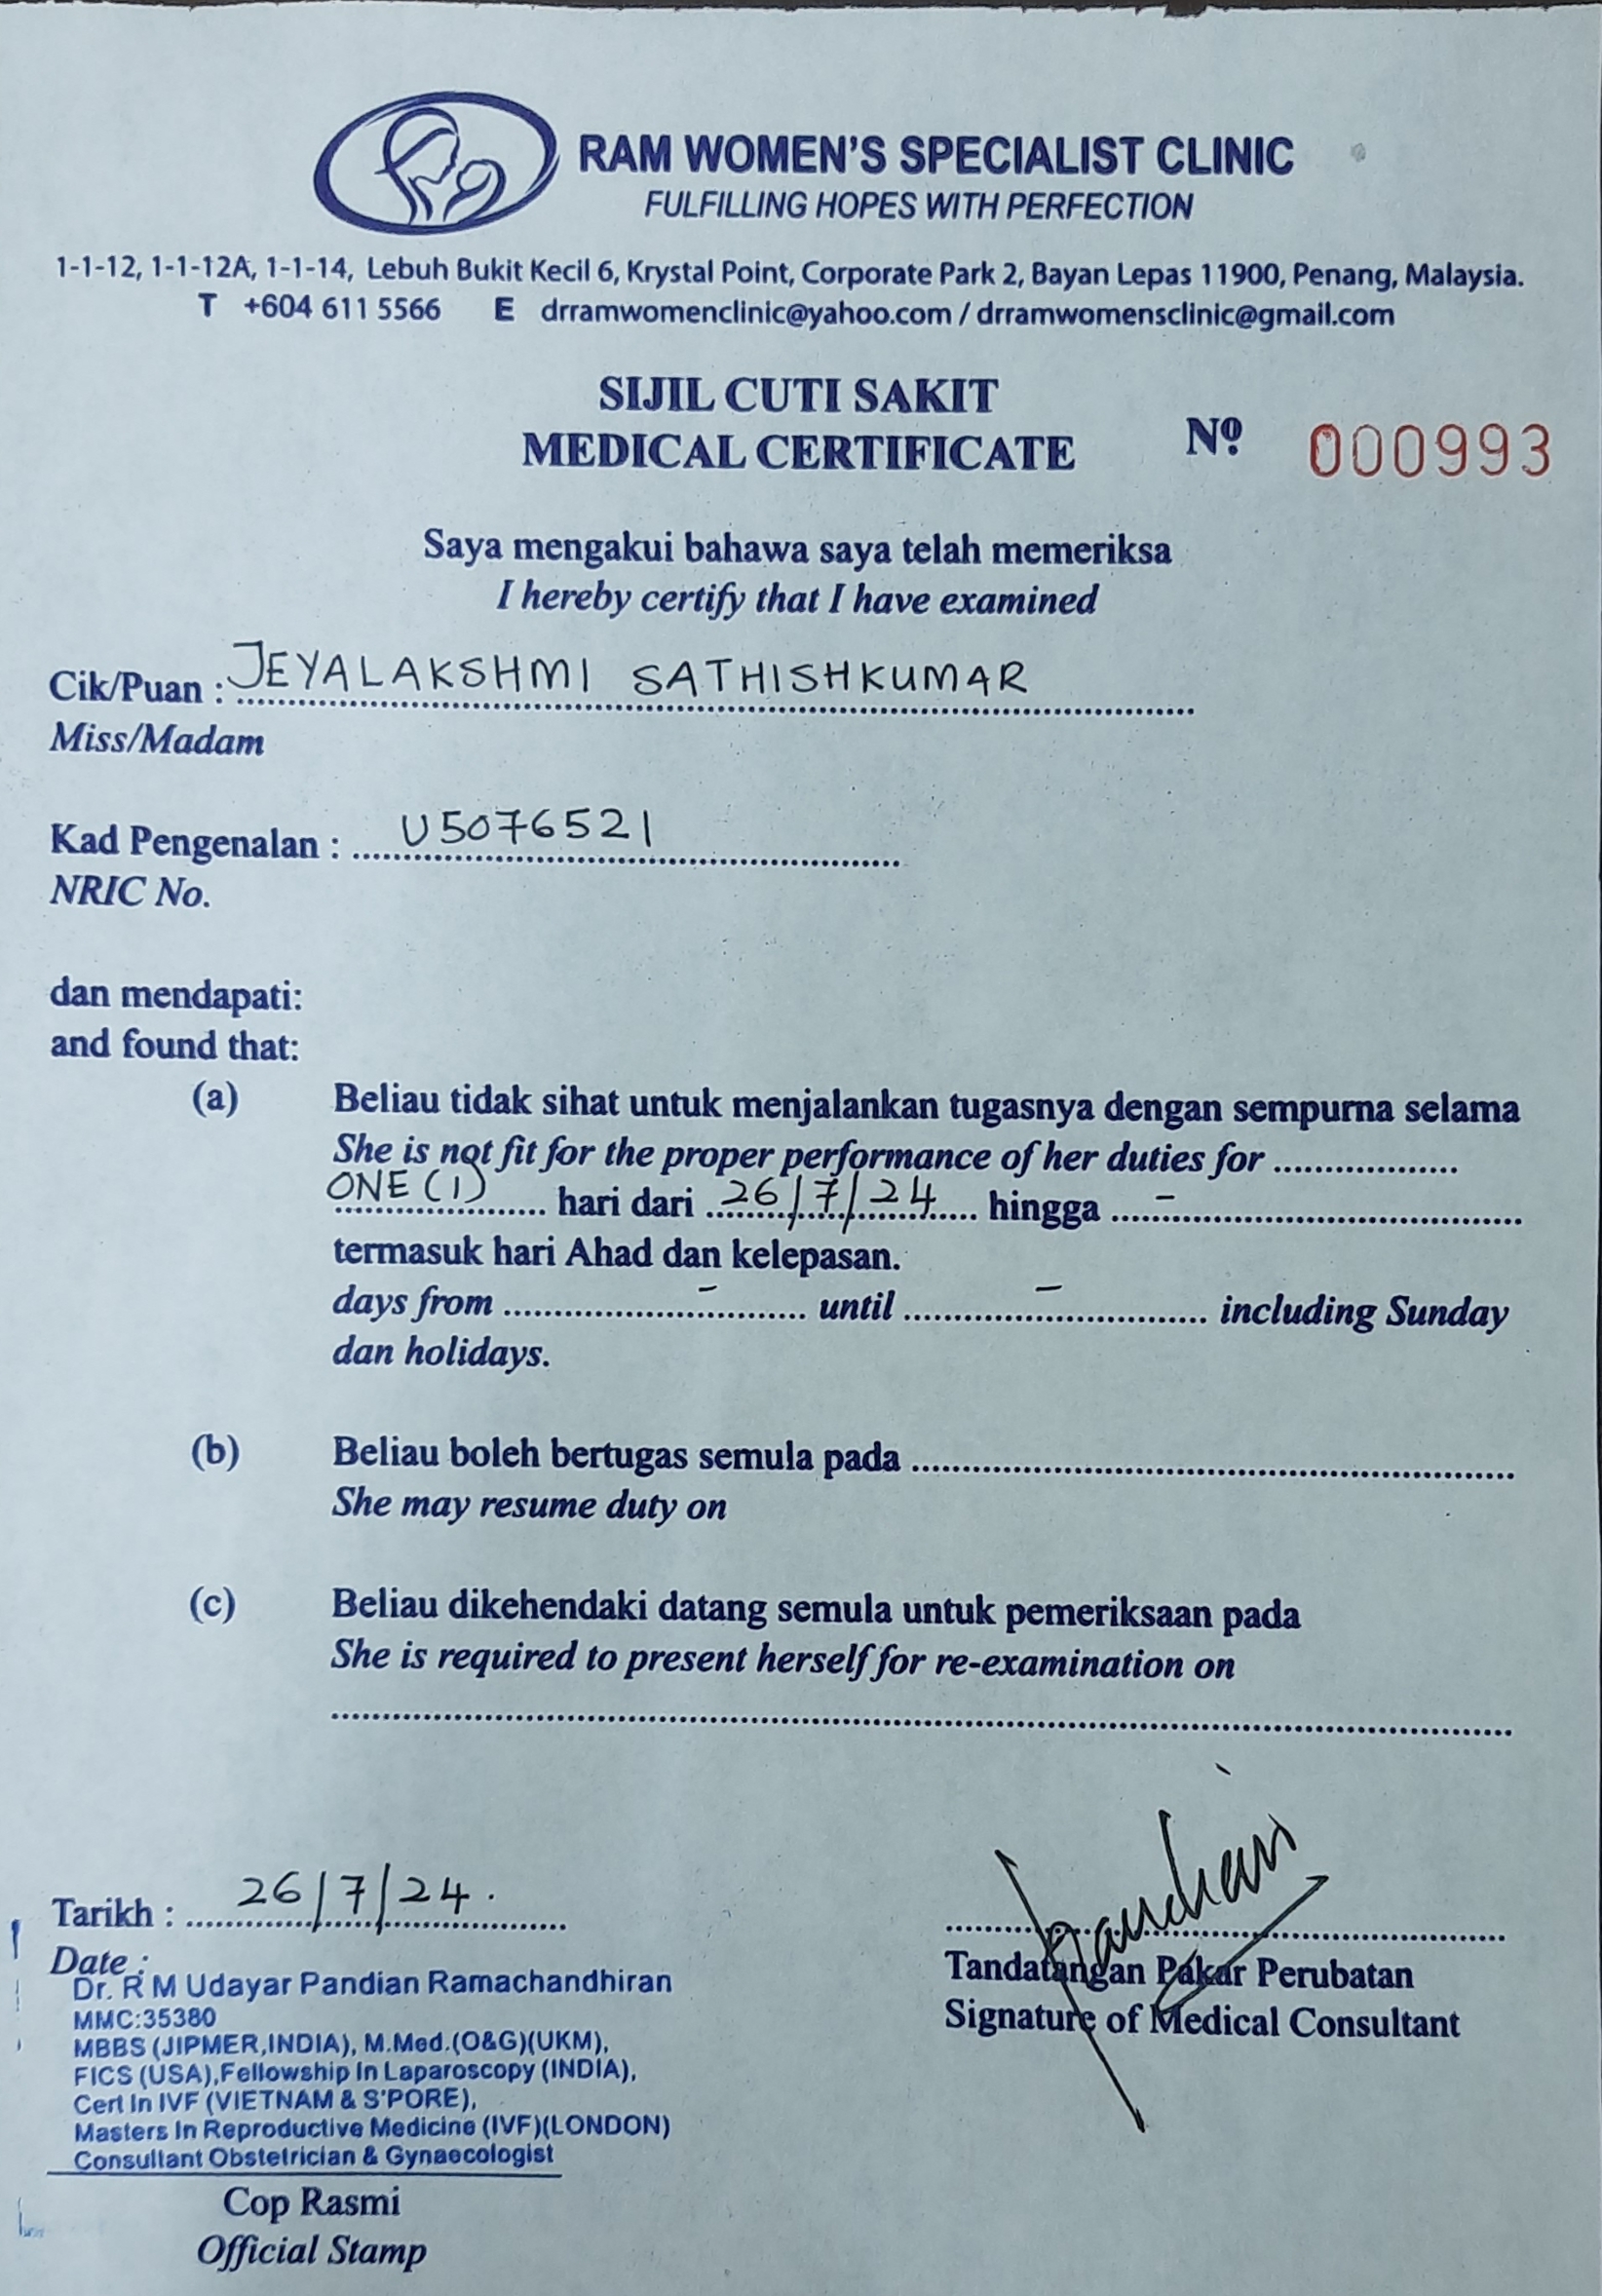 RAM WOMEN'S SPECIALIST CLINIC
FULFILLING HOPES WITH PERFECTION
1-1-12, 1-1-12A, 1-1-14, Lebuh Bukit Kecil 6, Krystal Point, Corporate Park 2, Bayan Lepas 11900, Penang, Malaysia.
T +604 611 5566 E drramwomenclinic@yahoo.com / drramwomensclinic@gmail.com
SIJIL CUTI SAKIT
MEDICAL CERTIFICATE Nº 000993
Saya mengakui bahawa saya telah memeriksa
I hereby certify that I have examined
Cik/Puan : JEYALAKSHMI SATHISHKUMAR
Miss/Madam
Kad Pengenalan : U5076521
NRIC No.
dan mendapati:
and found that:
(a) Beliau tidak sihat untuk menjalankan tugasnya dengan sempurna selama
She is not fit for the proper performance of her duties for ...................
ONE (1) hari dari 26/7/24 hingga -
termasuk hari Ahad dan kelepasan.
days from - until - including Sunday
dan holidays.
(b) Beliau boleh bertugas semula pada ...................
She may resume duty on
(c) Beliau dikehendaki datang semula untuk pemeriksaan pada
She is required to present herself for re-examination on
...................
Tarikh : 26/7/24.
Date :
Dr. R M Udayar Pandian Ramachandhiran
MMC:35380
MBBS (JIPMER,INDIA), M.Med.(O&G)(UKM),
FICS (USA),Fellowship In Laparoscopy (INDIA),
Cert In IVF (VIETNAM & S'PORE),
Masters In Reproductive Medicine (IVF)(LONDON)
Consultant Obstetrician & Gynaecologist
Cop Rasmi
Official Stamp
Pandian
Tandatangan Pakar Perubatan
Signature of Medical Consultant